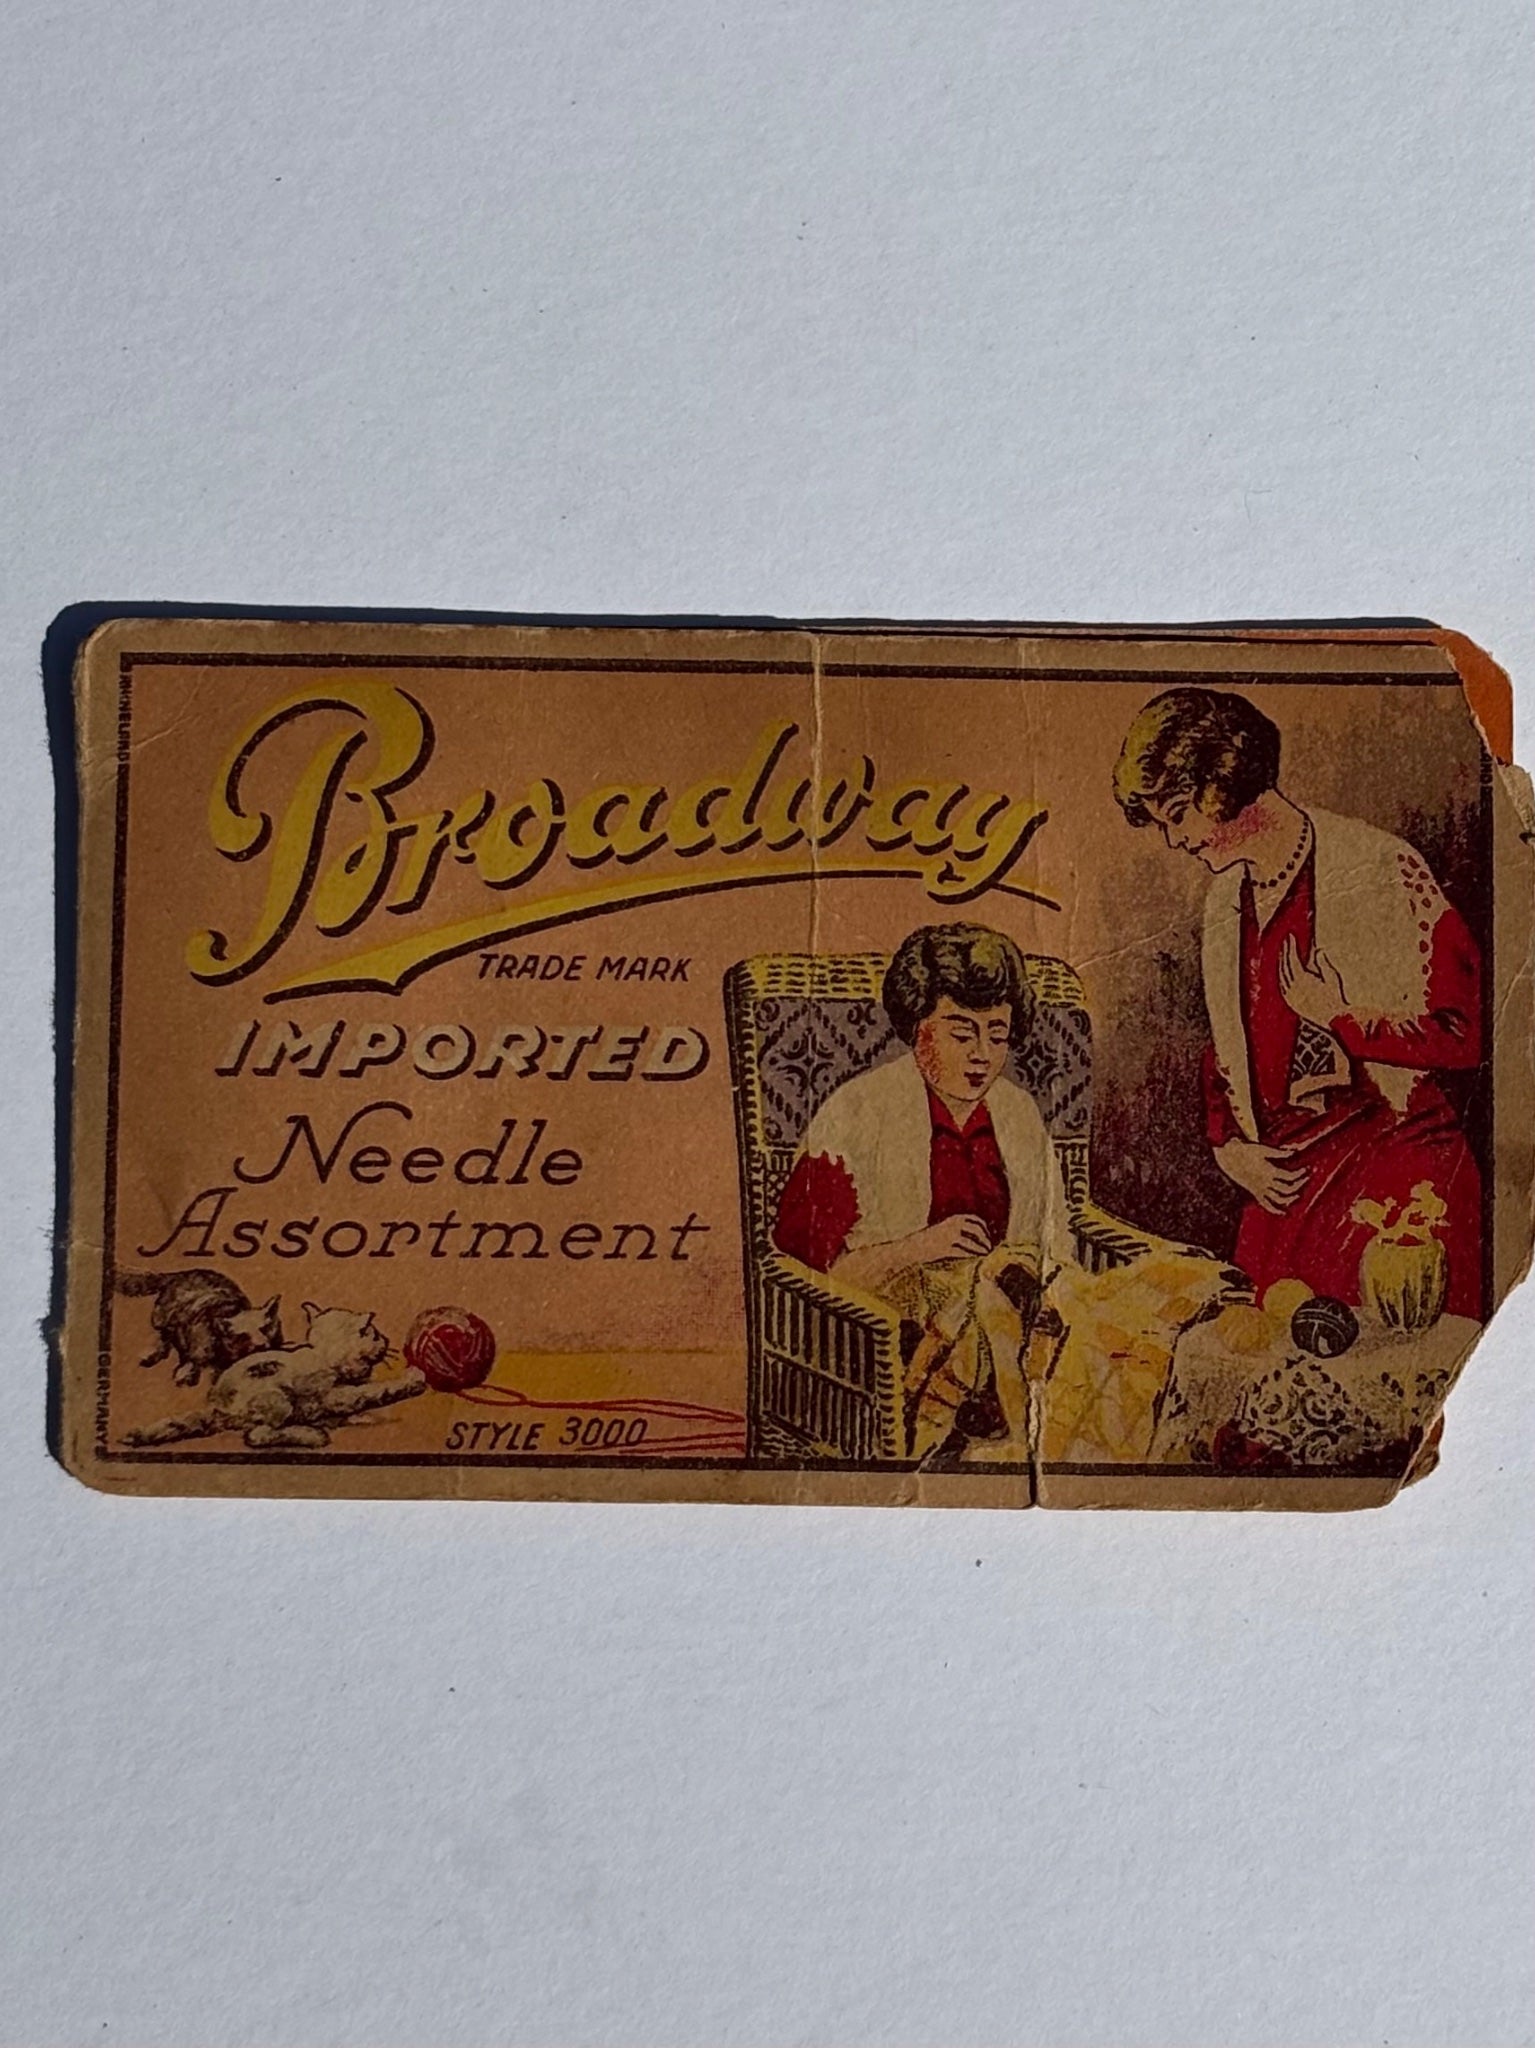 Broadway
TRADE MARK
IMPORTED
Needle
Assortment
STYLE 3000
GERMANY